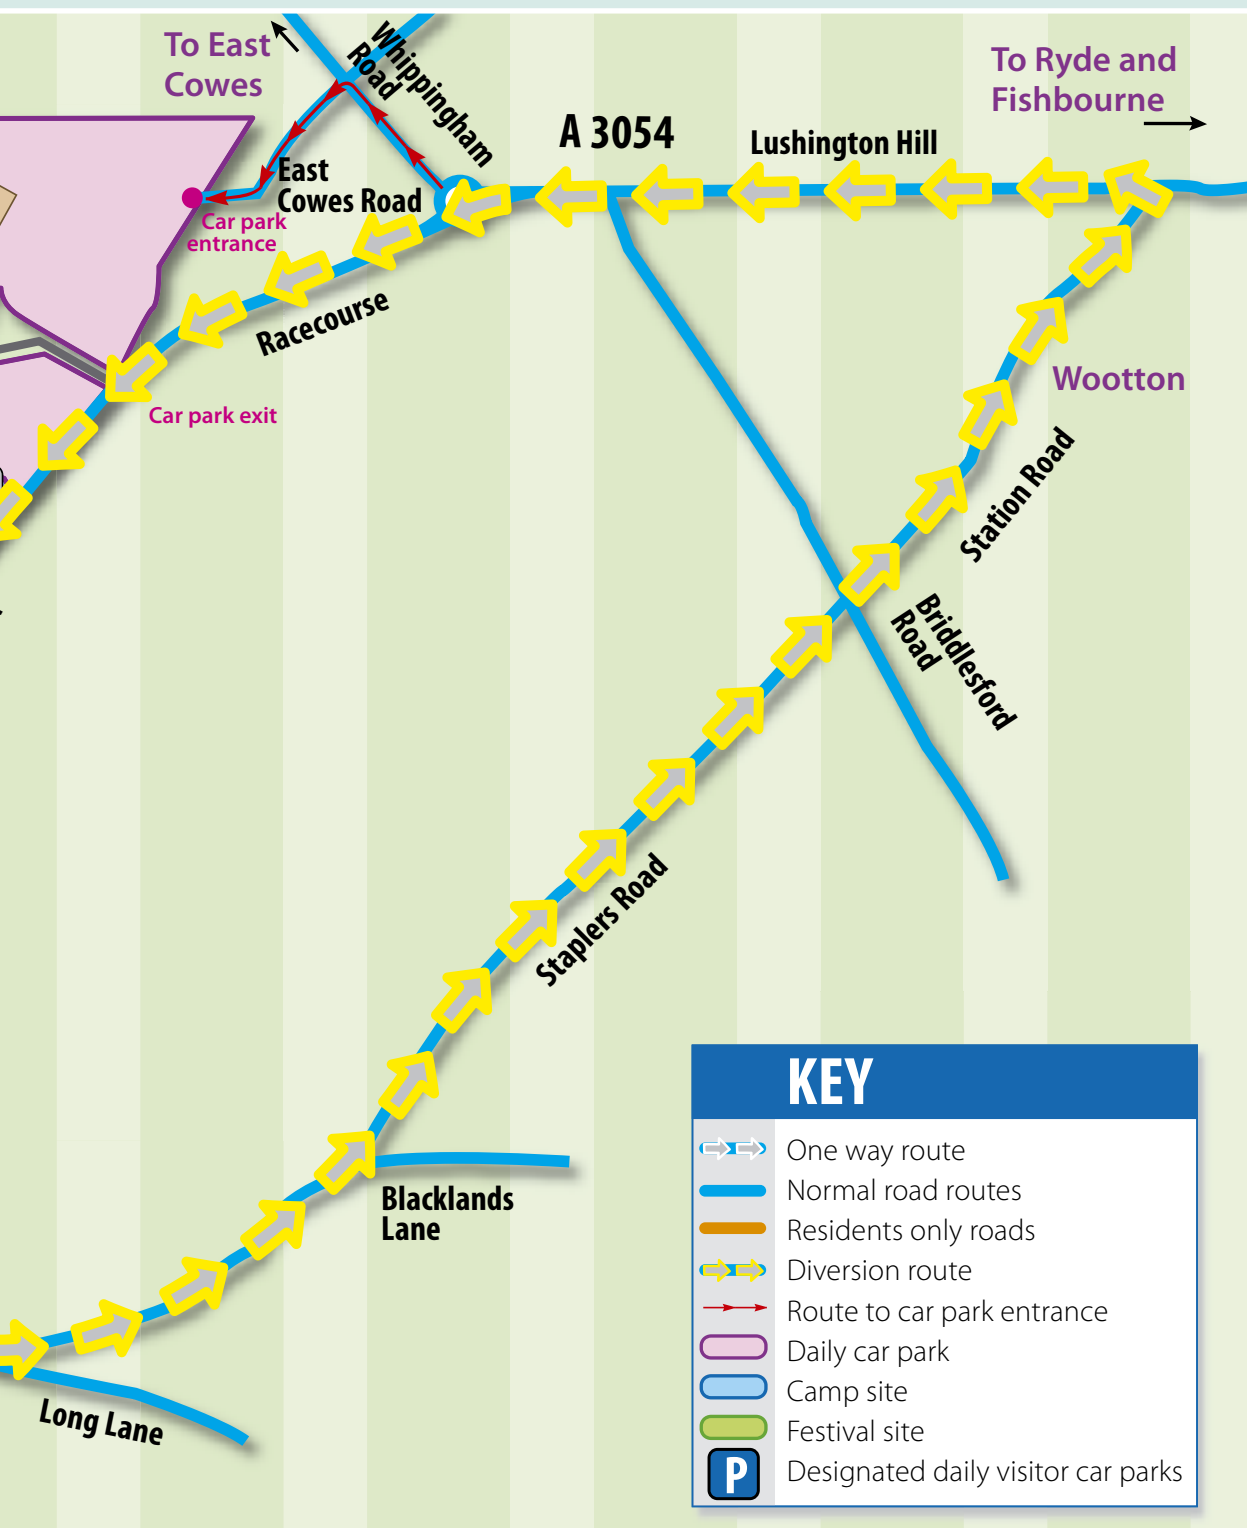 To East
Cowes
Whippingham
Road
To Ryde and
Fishbourne
A 3054
Lushington Hill
East
Cowes Road
Car park
entrance
Racecourse
Car park exit
Wootton
Station Road
Briddlesford
Road
Staplers Road
Blacklands
Lane
Long Lane
KEY
One way route
Normal road routes
Residents only roads
Diversion route
Route to car park entrance
Daily car park
Camp site
Festival site
P Designated daily visitor car parks